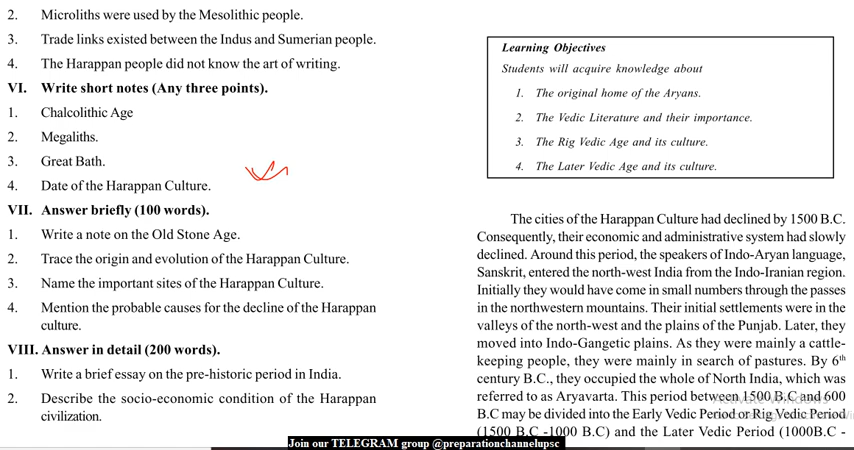 2. Microliths were used by the Mesolithic people.
3. Trade links existed between the Indus and Sumerian people.
4. The Harappan people did not know the art of writing.
VI. Write short notes (Any three points).
1. Chalcolithic Age
2. Megaliths.
3. Great Bath.
4. Date of the Harappan Culture.
VII. Answer briefly (100 words).
1. Write a note on the Old Stone Age.
2. Trace the origin and evolution of the Harappan Culture.
3. Name the important sites of the Harappan Culture.
4. Mention the probable causes for the decline of the Harappan
culture.
VIII. Answer in detail (200 words).
1. Write a brief essay on the pre-historic period in India.
2. Describe the socio-economic condition of the Harappan
civilization.
Learning Objectives
Students will acquire knowledge about
1. The original home of the Aryans.
2. The Vedic Literature and their importance.
3. The Rig Vedic Age and its culture.
4. The Later Vedic Age and its culture.
The cities of the Harappan Culture had declined by 1500 B.C.
Consequently, their economic and administrative system had slowly
declined. Around this period, the speakers of Indo-Aryan language,
Sanskrit, entered the north-west India from the Indo-Iranian region.
Initially they would have come in small numbers through the passes
in the northwestern mountains. Their initial settlements were in the
valleys of the north-west and the plains of the Punjab. Later, they
moved into Indo-Gangetic plains. As they were mainly a cattle-
keeping people, they were mainly in search of pastures. By 6th
century B.C., they occupied the whole of North India, which was
referred to as Aryavarta. This period between 1500 B.C and 600
B.C may be divided into the Early Vedic Period or Rig Vedic Period
(1500 B.C -1000 B.C) and the Later Vedic Period (1000B.C -
Activate Windows
Join our TELEGRAM group @preparationchannelupsc